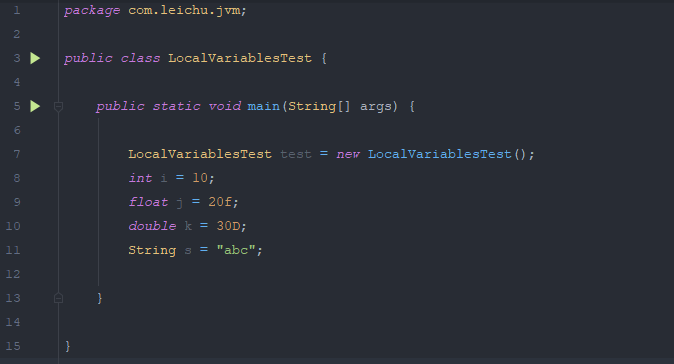 1 package com.leichu.jvm;
2
3 public class LocalVariablesTest {
4
5 public static void main(String[] args) {
6
7 LocalVariablesTest test = new LocalVariablesTest();
8 int i = 10;
9 float j = 20f;
10 double k = 30D;
11 String s = "abc";
12
13 }
14
15 }